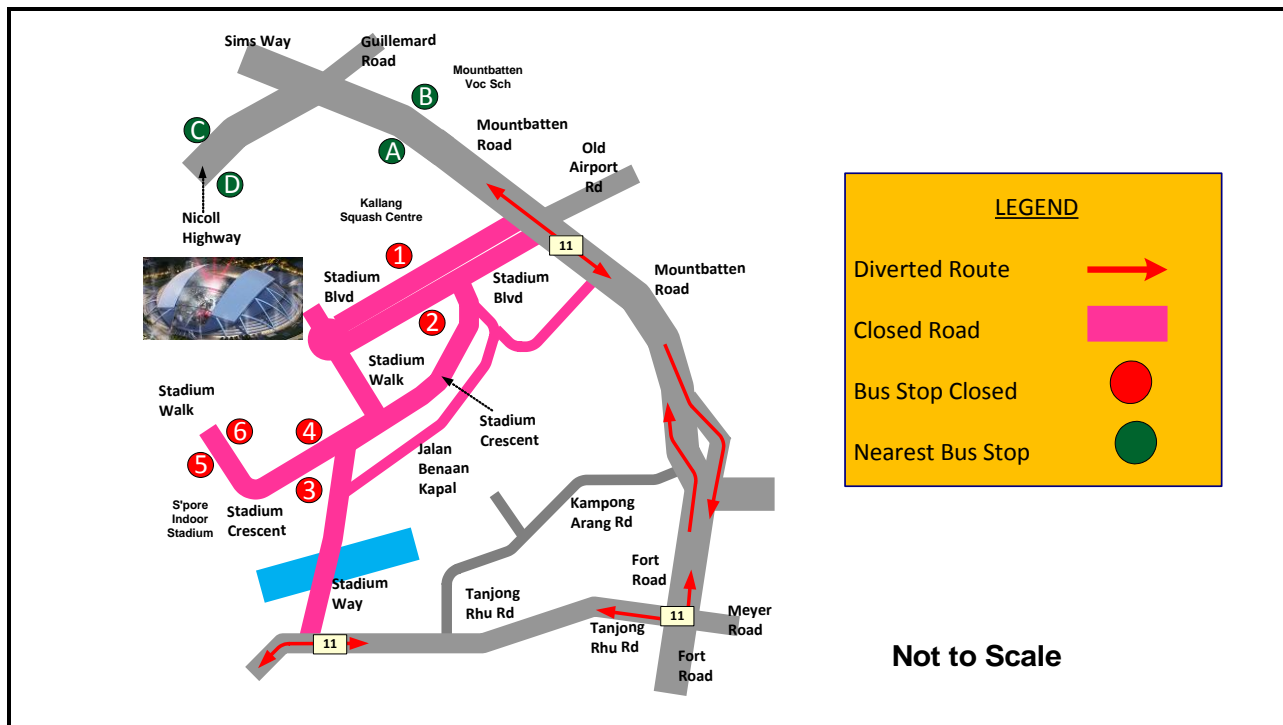 Sims Way
Guillemard
Road
Mountbatten
Voc Sch
B
C
Mountbatten
Road
A
Old
Airport
Rd
D
Kallang
Squash Centre
Nicoll
Highway
11
1
Stadium
Blvd
Stadium
Blvd
Mountbatten
Road
2
Stadium
Walk
Stadium
Walk
6
4
Stadium
Crescent
5
3
Jalan
Benaan
Kapal
S'pore
Indoor
Stadium
Stadium
Crescent
Kampong
Arang Rd
Stadium
Way
Tanjong
Rhu Rd
Fort
Road
11
Meyer
Road
Tanjong
Rhu Rd
11
Fort
Road
LEGEND
Diverted Route
Closed Road
Bus Stop Closed
Nearest Bus Stop
Not to Scale